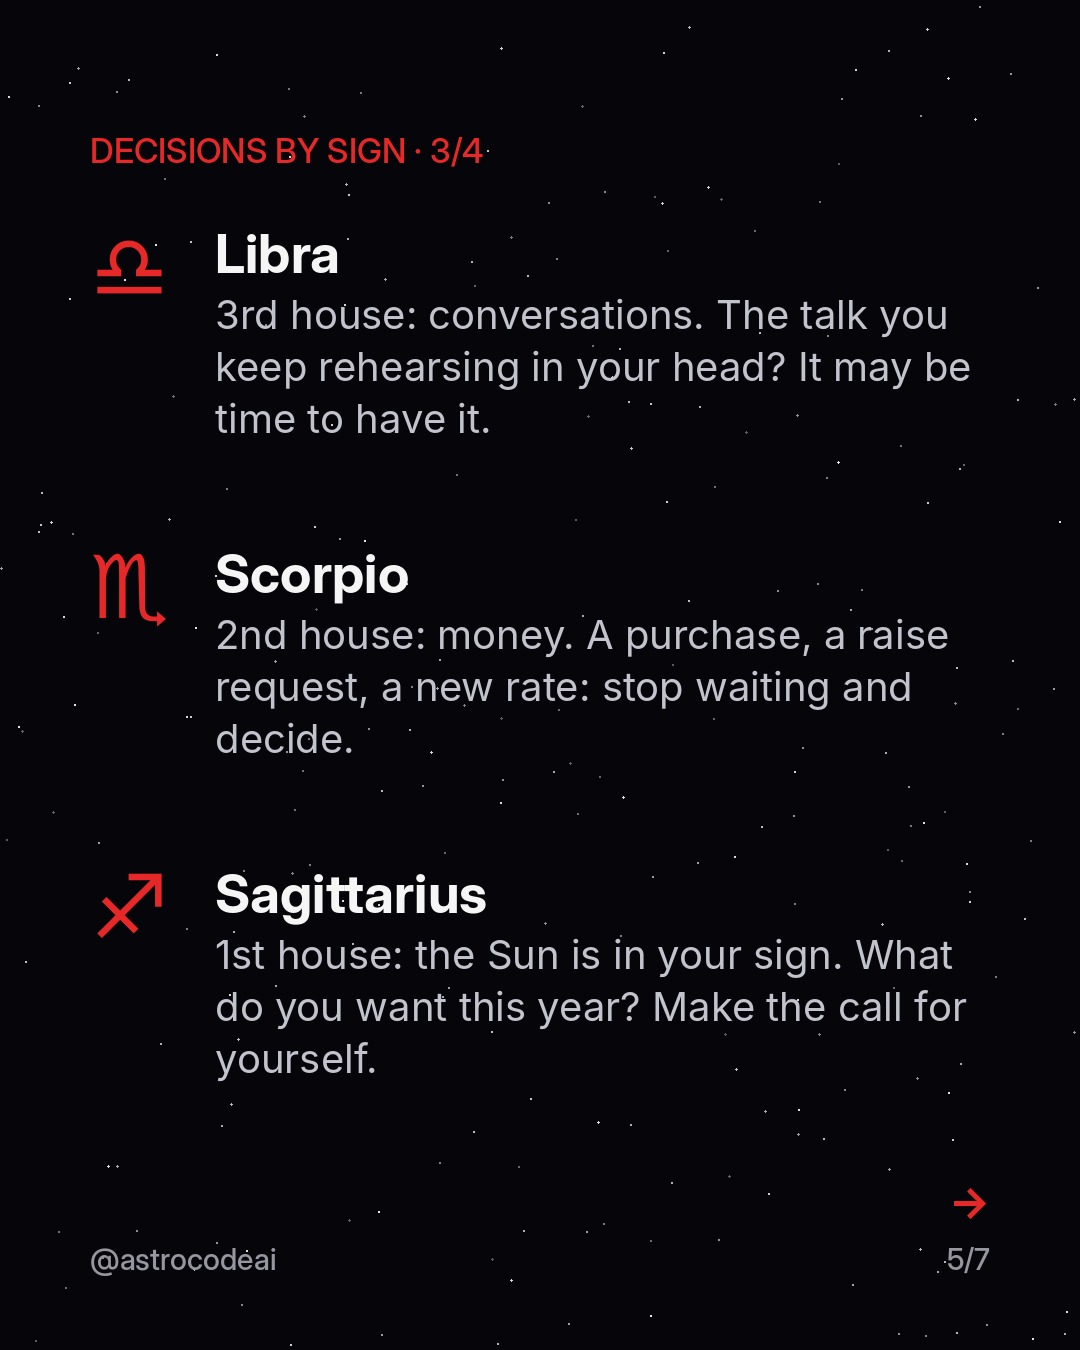 DECISIONS BY SIGN · 3/4
♎ Libra
3rd house: conversations. The talk you
keep rehearsing in your head? It may be
time to have it.
♏ Scorpio
2nd house: money. A purchase, a raise
request, a new rate: stop waiting and
decide.
♐ Sagittarius
1st house: the Sun is in your sign. What
do you want this year? Make the call for
yourself.
→
@astrocodeai
5/7